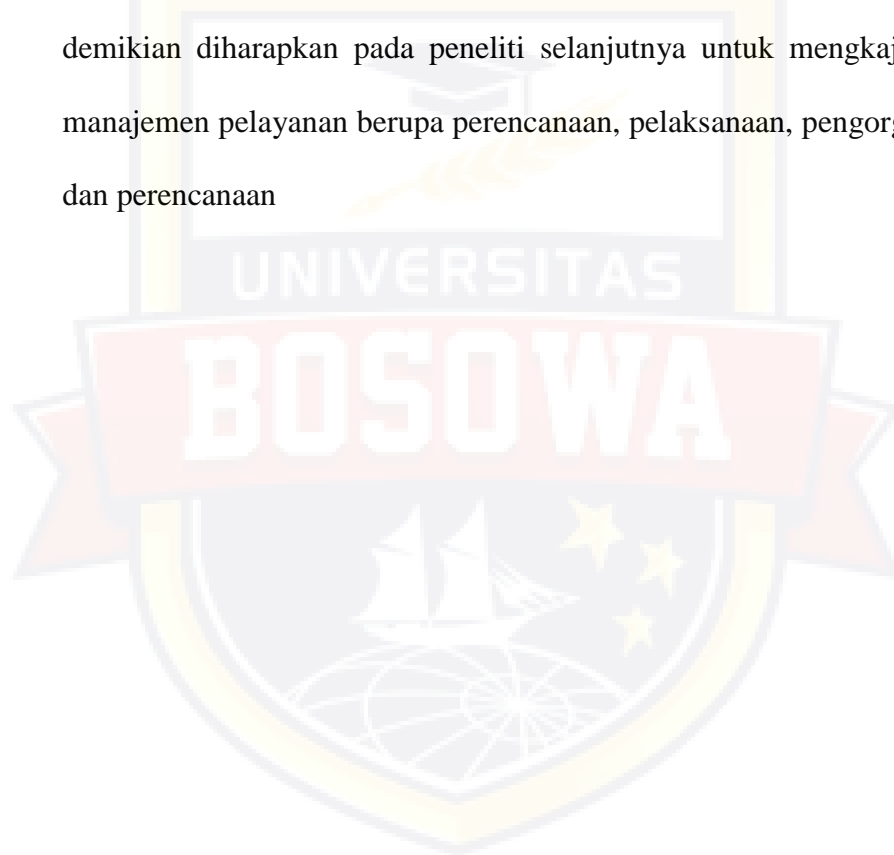 demikian diharapkan pada peneliti selanjutnya untuk mengkaj
manajemen pelayanan berupa perencanaan, pelaksanaan, pengorg
dan perencanaan
UNIVERSITAS
BOSOWA